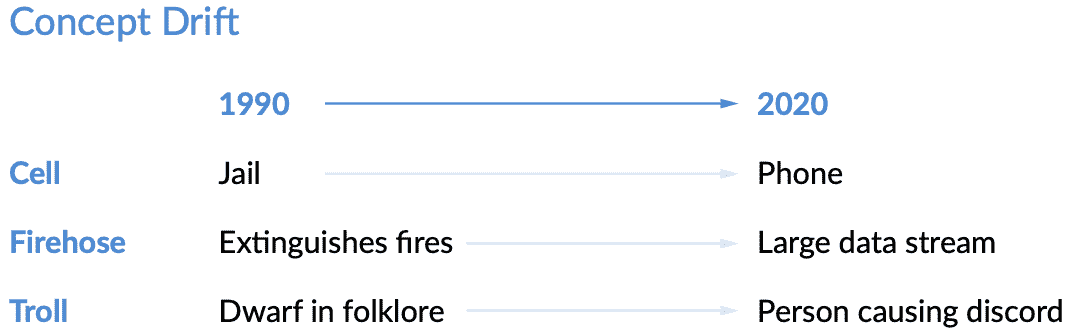 Concept Drift
1990 2020
Cell Jail Phone
Firehose Extinguishes fires Large data stream
Troll Dwarf in folklore Person causing discord